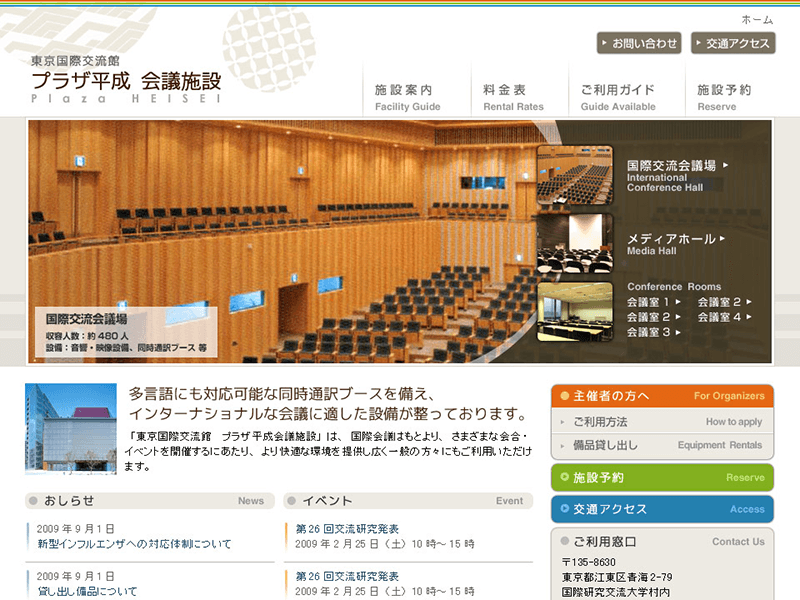 ホーム
お問い合わせ
交通アクセス
東京国際交流館
プラザ平成 会議施設
Plaza HEISEI
施設案内
Facility Guide
料金表
Rental Rates
ご利用ガイド
Guide Available
施設予約
Reserve
国際交流会議場
International
Conference Hall
メディアホール
Media Hall
Conference Rooms
会議室 1 会議室 2
会議室 2 会議室 4
会議室 3
国際交流会議場
収容人数：約 480 人
設備：音響・映像設備、同時通訳ブース 等
多言語にも対応可能な同時通訳ブースを備え、
インターナショナルな会議に適した設備が整っております。
「東京国際交流館 プラザ平成会議施設」は、国際会議はもとより、さまざまな会合・
イベントを開催するにあたり、より快適な環境を提供し広く一般の方々にもご利用いただけ
ます。
主催者の方へ For Organizers
ご利用方法 How to apply
備品貸し出し Equipment Rentals
施設予約 Reserve
交通アクセス Access
ご利用窓口 Contact Us
〒135-8630
東京都江東区青海 2-79
国際研究交流大学村内
おしらせ News
2009 年 9 月 1 日
新型インフルエンザへの対応体制について
2009 年 9 月 1 日
貸し出し備品について
イベント Event
第 26 回交流研究発表
2009 年 2 月 25 日（土）10 時～ 15 時
第 26 回交流研究発表
2009 年 2 月 25 日（土）10 時～ 15 時